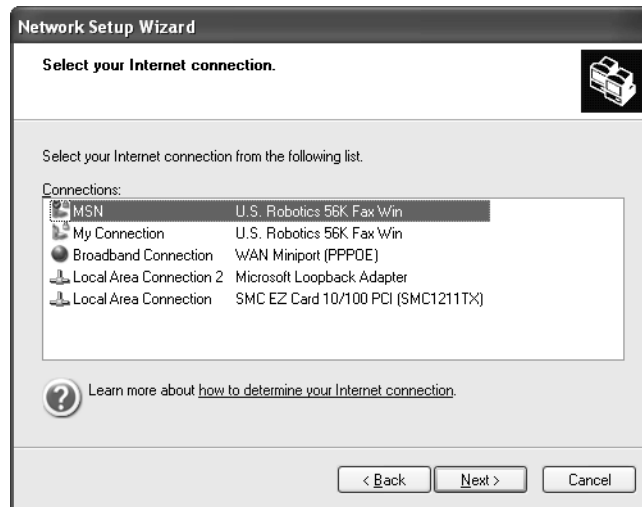 Network Setup Wizard
Select your Internet connection.
Select your Internet connection from the following list.
Connections:
MSN U.S. Robotics 56K Fax Win
My Connection U.S. Robotics 56K Fax Win
Broadband Connection WAN Miniport (PPPOE)
Local Area Connection 2 Microsoft Loopback Adapter
Local Area Connection SMC EZ Card 10/100 PCI (SMC1211TX)
Learn more about how to determine your Internet connection.
< Back Next > Cancel